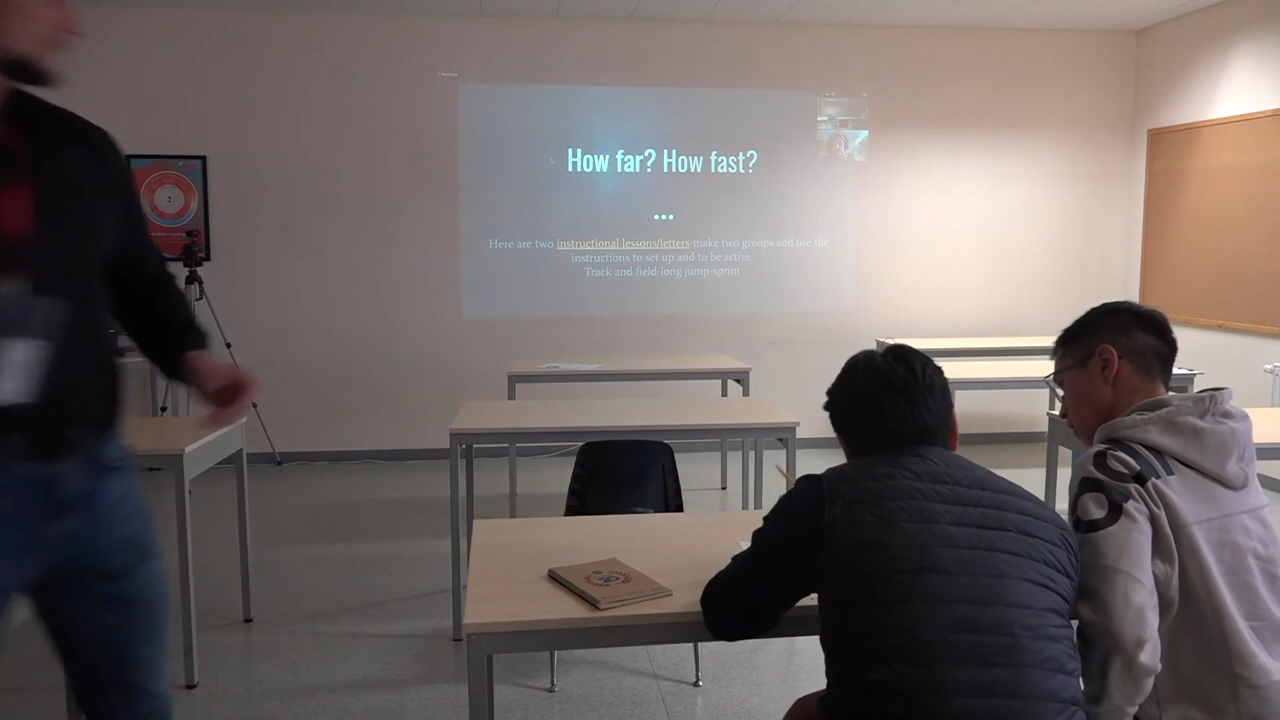 How far? How fast?
Here are two instructional lessons/letters-make two groups and use the
instructions to set up and to be active.
Track and field-long jump-sprint
2